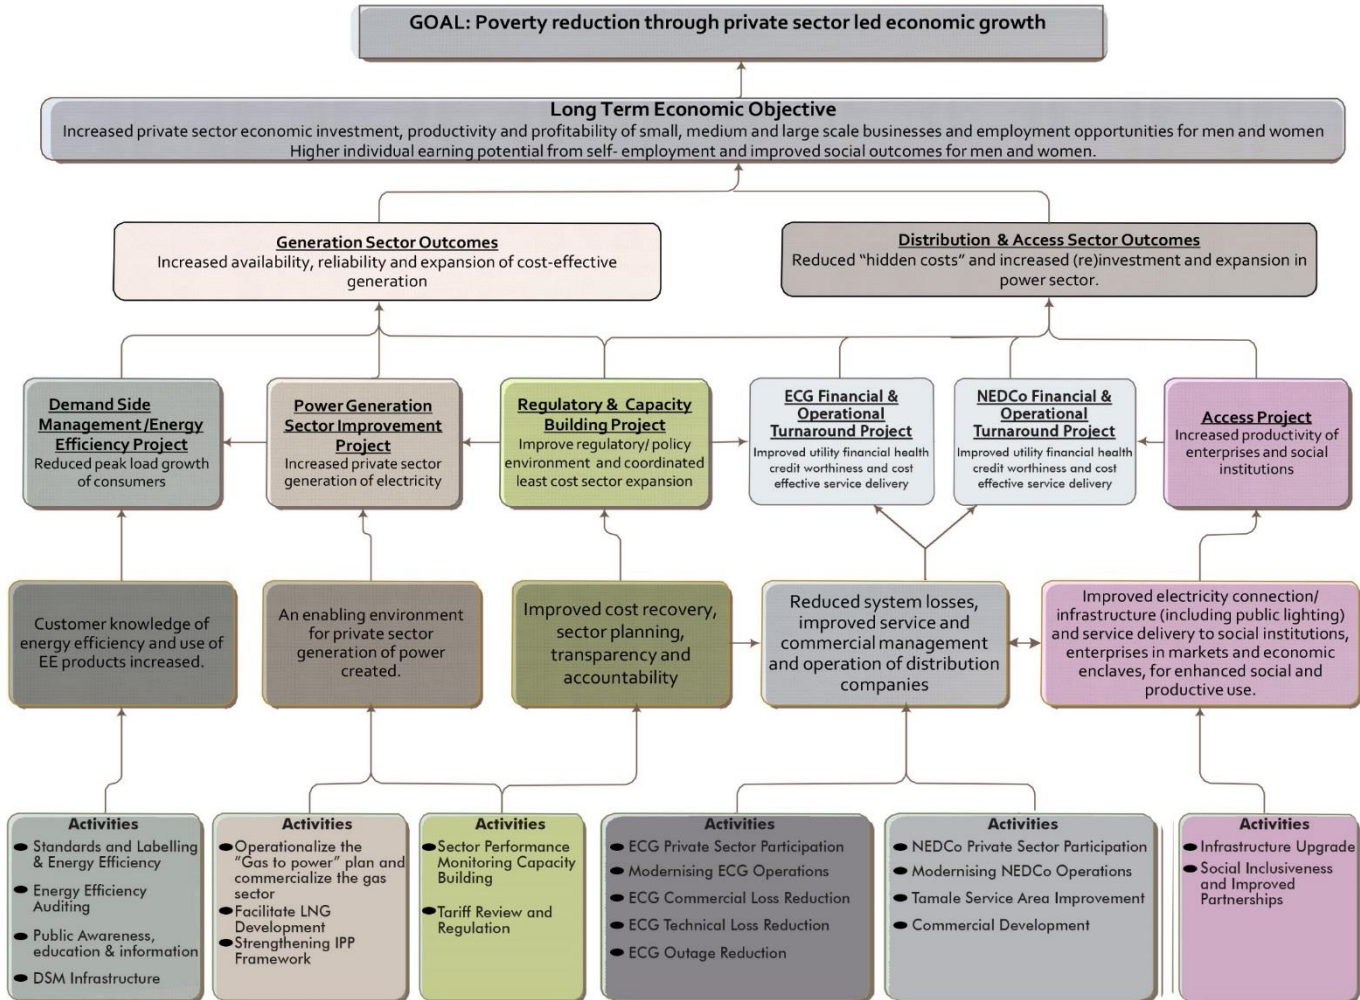 GOAL: Poverty reduction through private sector led economic growth
Long Term Economic Objective
Increased private sector economic investment, productivity and profitability of small, medium and large scale businesses and employment opportunities for men and women
Higher individual earning potential from self- employment and improved social outcomes for men and women.
Generation Sector Outcomes
Increased availability, reliability and expansion of cost-effective
generation
Distribution & Access Sector Outcomes
Reduced “hidden costs” and increased (re)investment and expansion in
power sector.
Demand Side
Management /Energy
Efficiency Project
Reduced peak load growth
of consumers
Power Generation
Sector Improvement
Project
Increased private sector
generation of electricity
Regulatory & Capacity
Building Project
Improve regulatory/ policy
environment and coordinated
least cost sector expansion
ECG Financial &
Operational
Turnaround Project
Improved utility financial health
credit worthiness and cost
effective service delivery
NEDCo Financial &
Operational
Turnaround Project
Improved utility financial health
credit worthiness and cost
effective service delivery
Access Project
Increased productivity of
enterprises and social
institutions
Customer knowledge of
energy efficiency and use of
EE products increased.
An enabling environment
for private sector
generation of power
created.
Improved cost recovery,
sector planning,
transparency and
accountability
Reduced system losses,
improved service and
commercial management
and operation of distribution
companies
Improved electricity connection/
infrastructure (including public lighting)
and service delivery to social institutions,
enterprises in markets and economic
enclaves, for enhanced social and
productive use.
Activities
Standards and Labelling
& Energy Efficiency
Energy Efficiency
Auditing
Public Awareness,
education & information
DSM Infrastructure
Activities
Operationalize the
“Gas to power” plan and
commercialize the gas
sector
Facilitate LNG
Development
Strengthening IPP
Framework
Activities
Sector Performance
Monitoring Capacity
Building
Tariff Review and
Regulation
Activities
ECG Private Sector Participation
Modernising ECG Operations
ECG Commercial Loss Reduction
ECG Technical Loss Reduction
ECG Outage Reduction
Activities
NEDCo Private Sector Participation
Modernising NEDCo Operations
Tamale Service Area Improvement
Commercial Development
Activities
Infrastructure Upgrade
Social Inclusiveness
and Improved
Partnerships